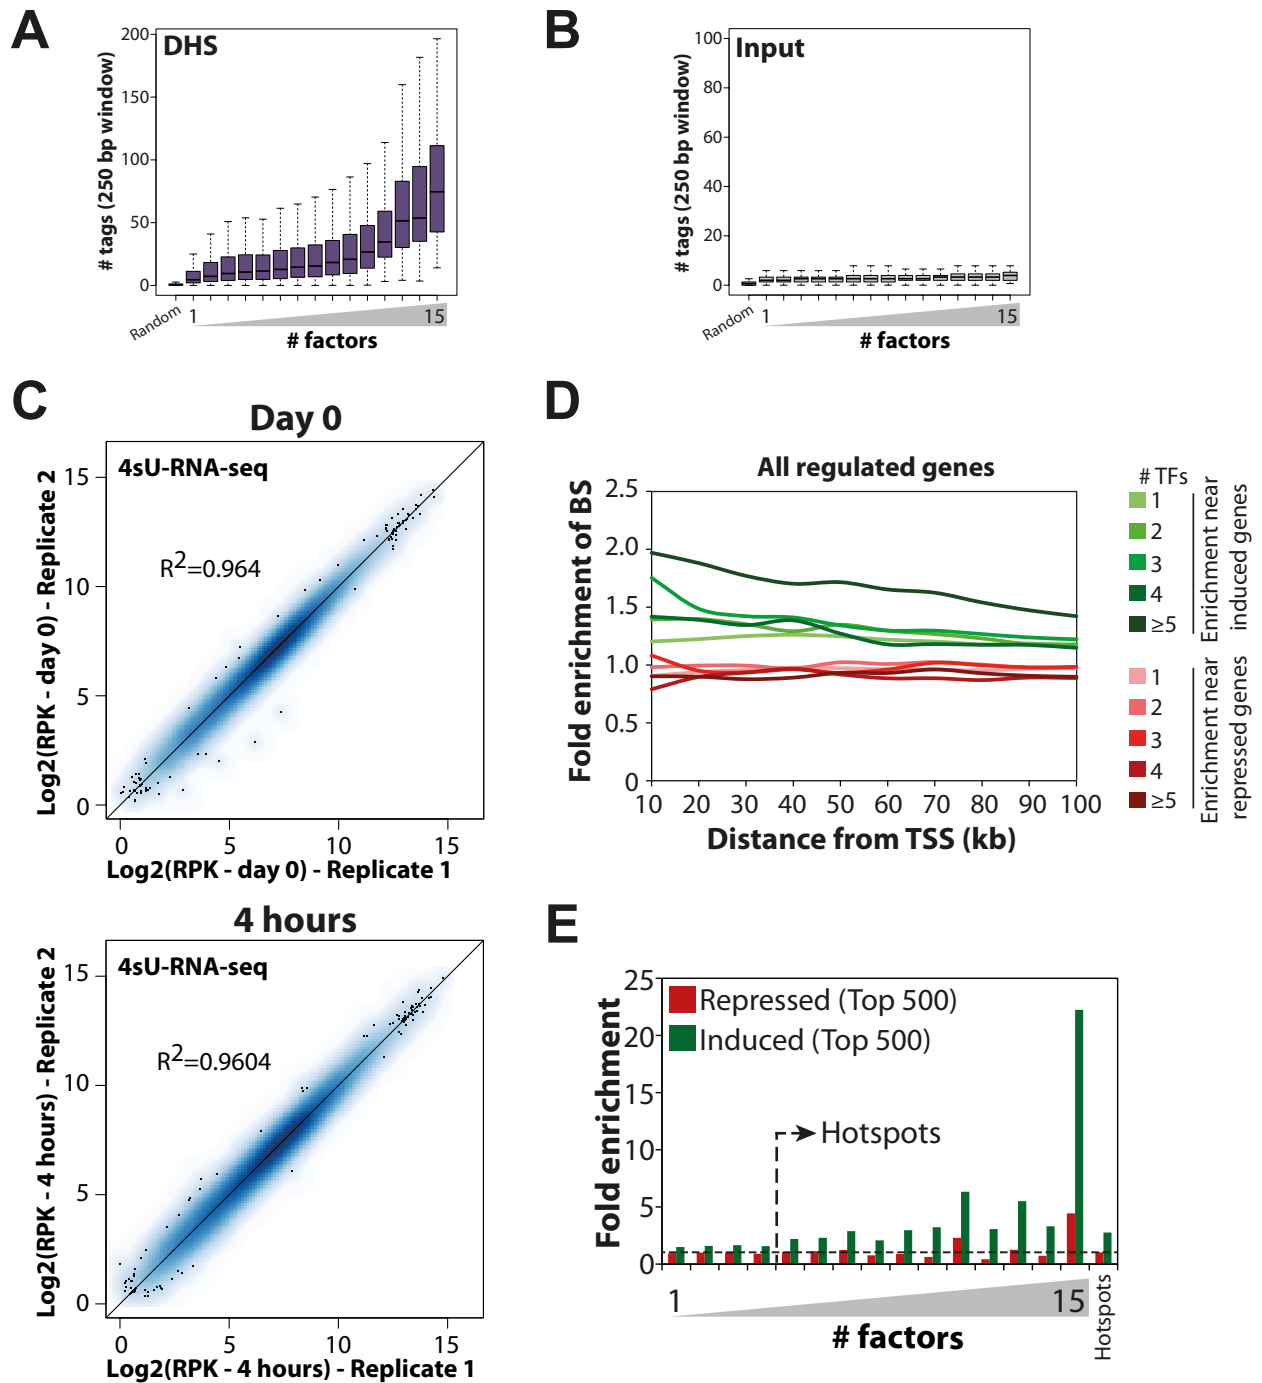 A
DHS
# tags (250 bp window)
200
150
100
50
0
Random
1
15
# factors
B
Input
# tags (250 bp window)
100
80
60
40
20
0
Random
1
15
# factors
C
Day 0
4sU-RNA-seq
R2=0.964
Log2(RPK - day 0) - Replicate 2
15
10
5
0
0
5
10
15
Log2(RPK - day 0) - Replicate 1
4 hours
4sU-RNA-seq
R2=0.9604
Log2(RPK - 4 hours) - Replicate 2
15
10
5
0
0
5
10
15
Log2(RPK - 4 hours) - Replicate 1
D
All regulated genes
Fold enrichment of BS
2.5
2.0
1.5
1.0
0.5
0
10 20 30 40 50 60 70 80 90 100
Distance from TSS (kb)
# TFs
1
2
3
4
≥5
Enrichment near
induced genes
1
2
3
4
≥5
Enrichment near
repressed genes
E
Fold enrichment
25
20
15
10
5
0
Repressed (Top 500)
Induced (Top 500)
Hotspots
1
15
Hotspots
# factors